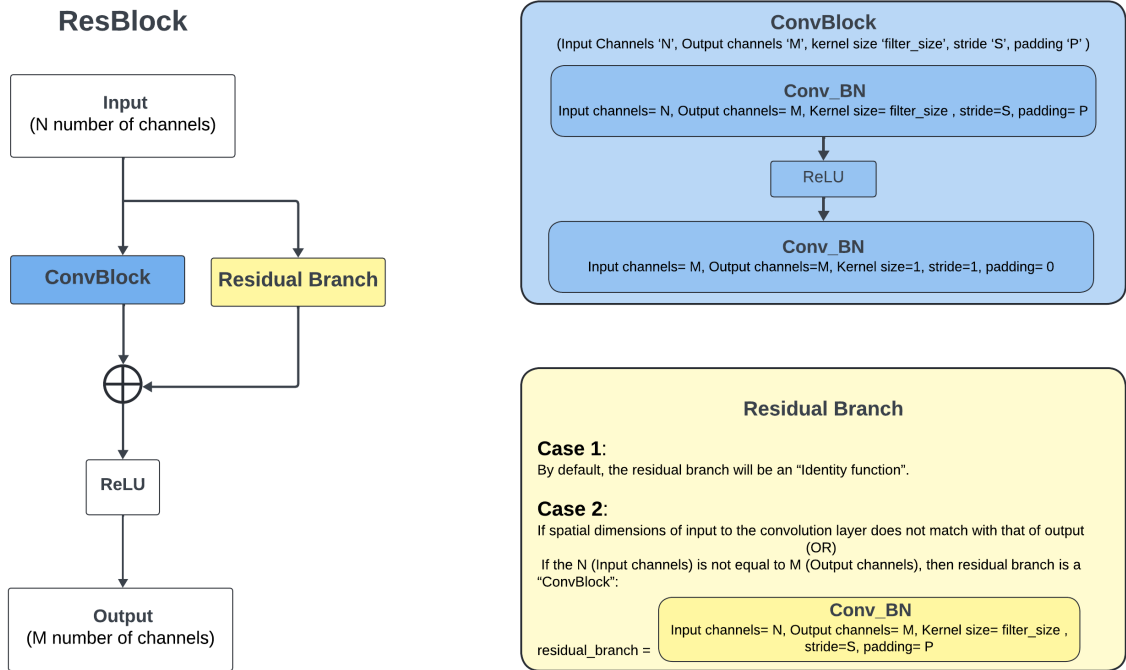 ResBlock
Input
(N number of channels)
ConvBlock
Residual Branch
ReLU
Output
(M number of channels)
ConvBlock
(Input Channels ‘N’, Output channels ‘M’, kernel size ‘filter_size’, stride ‘S’, padding ‘P’ )
Conv_BN
Input channels= N, Output channels= M, Kernel size= filter_size , stride=S, padding= P
ReLU
Conv_BN
Input channels= M, Output channels=M, Kernel size=1, stride=1, padding= 0
Residual Branch
Case 1:
By default, the residual branch will be an “Identity function”.
Case 2:
If spatial dimensions of input to the convolution layer does not match with that of output
(OR)
If the N (Input channels) is not equal to M (Output channels), then residual branch is a
“ConvBlock”:
residual_branch =
Conv_BN
Input channels= N, Output channels= M, Kernel size= filter_size ,
stride=S, padding= P